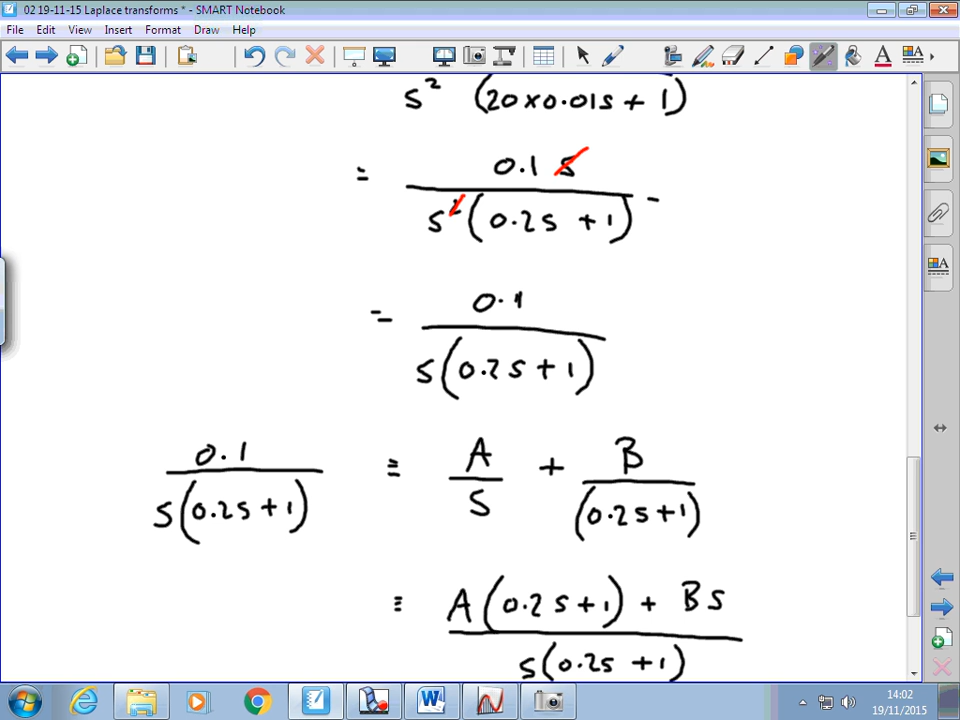 02 19-11-15 Laplace transforms * - SMART Notebook
File Edit View Insert Format Draw Help
s² (20×0.01s + 1)
= 0.1 s
s²(0.2s + 1) -
= 0.1
s(0.2s + 1)
0.1 ≡ A + B
s(0.2s + 1) s (0.2s + 1)
≡ A(0.2s + 1) + Bs
s(0.2s + 1)
14:02
19/11/2015